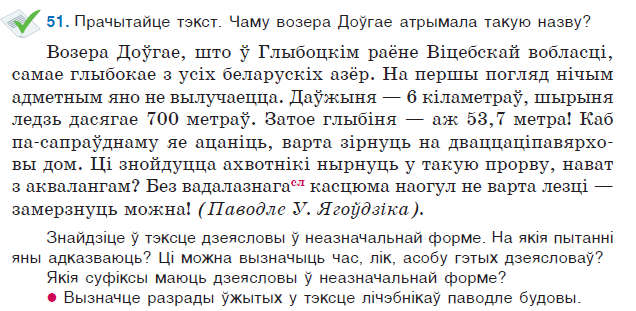 51. Прачытайце тэкст. Чаму возера Доўгае атрымала такую назву?
Возера Доўгае, што ў Глыбоцкім раёне Віцебскай вобласці,
самае глыбокае з усіх беларускіх азёр. На першы погляд нічым
адметным яно не вылучаецца. Даўжыня — 6 кіламетраў, шырыня
ледзь дасягае 700 метраў. Затое глыбіня — аж 53,7 метра! Каб
па-сапраўднаму яе ацаніць, варта зірнуць на дваццаціпавярхо-
вы дом. Ці знойдуцца ахвотнікі нырнуць у такую прорву, нават
з аквалангам? Без вадалазнагасл касцюма наогул не варта лезці —
замерзнуць можна! (Паводле У. Ягоўдзіка).
Знайдзіце ў тэксце дзеясловы ў неазначальнай форме. На якія пытанні
яны адказваюць? Ці можна вызначыць час, лік, асобу гэтых дзеясловаў?
Якія суфіксы маюць дзеясловы ў неазначальнай форме?
● Вызначце разрады ўжытых у тэксце лічэбнікаў паводле будовы.